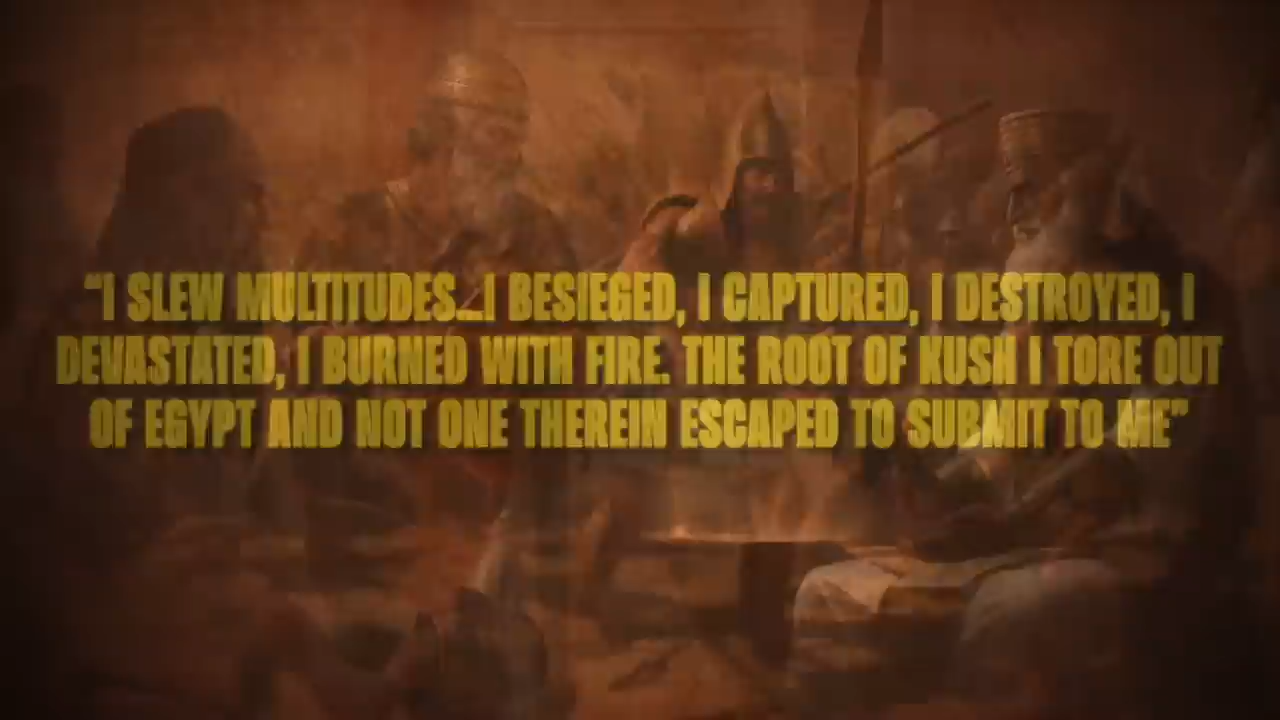 “I SLEW MULTITUDES...I BESIEGED, I CAPTURED, I DESTROYED, I
DEVASTATED, I BURNED WITH FIRE. THE ROOT OF KUSH I TORE OUT
OF EGYPT AND NOT ONE THEREIN ESCAPED TO SUBMIT TO ME”